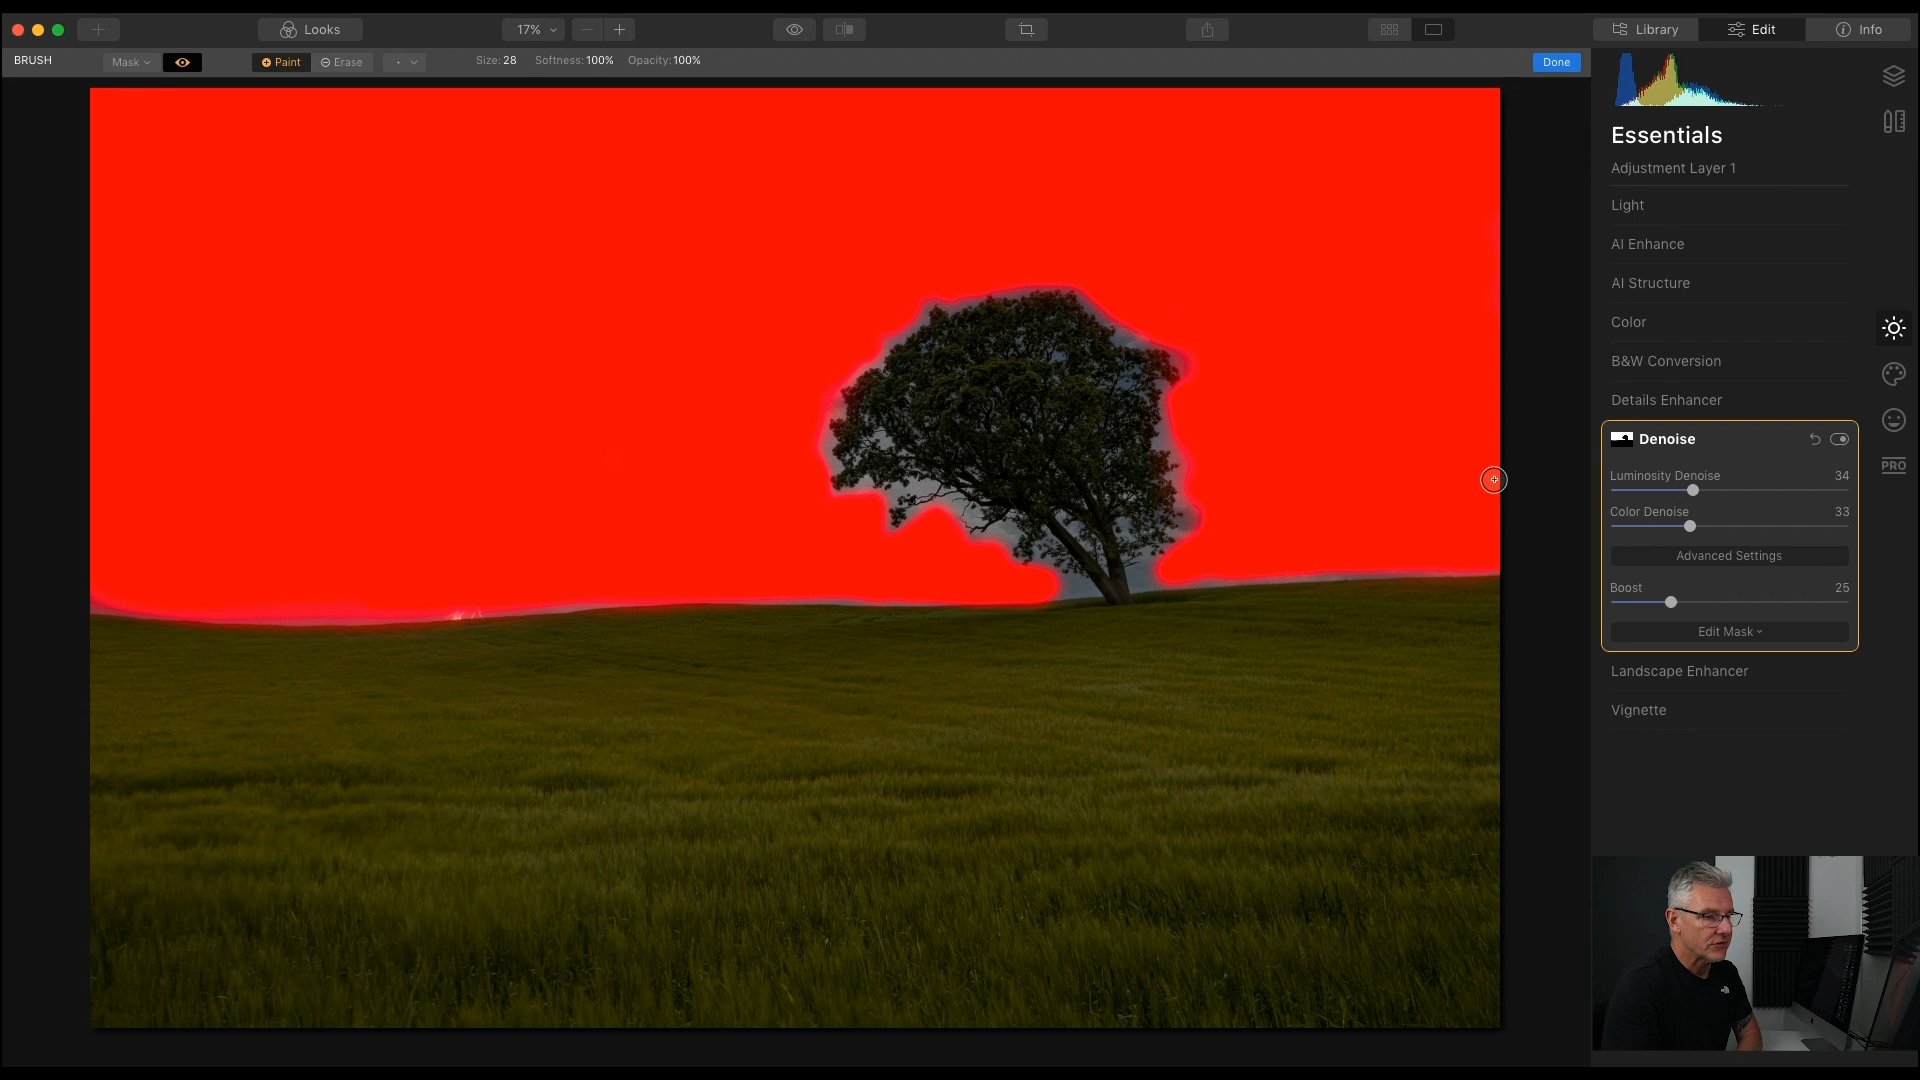 Looks
17%
Library
Edit
Info
BRUSH
Mask
Paint
Erase
Size: 28
Softness: 100%
Opacity: 100%
Done
Essentials
Adjustment Layer 1
Light
AI Enhance
AI Structure
Color
B&W Conversion
Details Enhancer
Denoise
Luminosity Denoise 34
Color Denoise 33
Advanced Settings
Boost 25
Edit Mask
Landscape Enhancer
Vignette
PRO